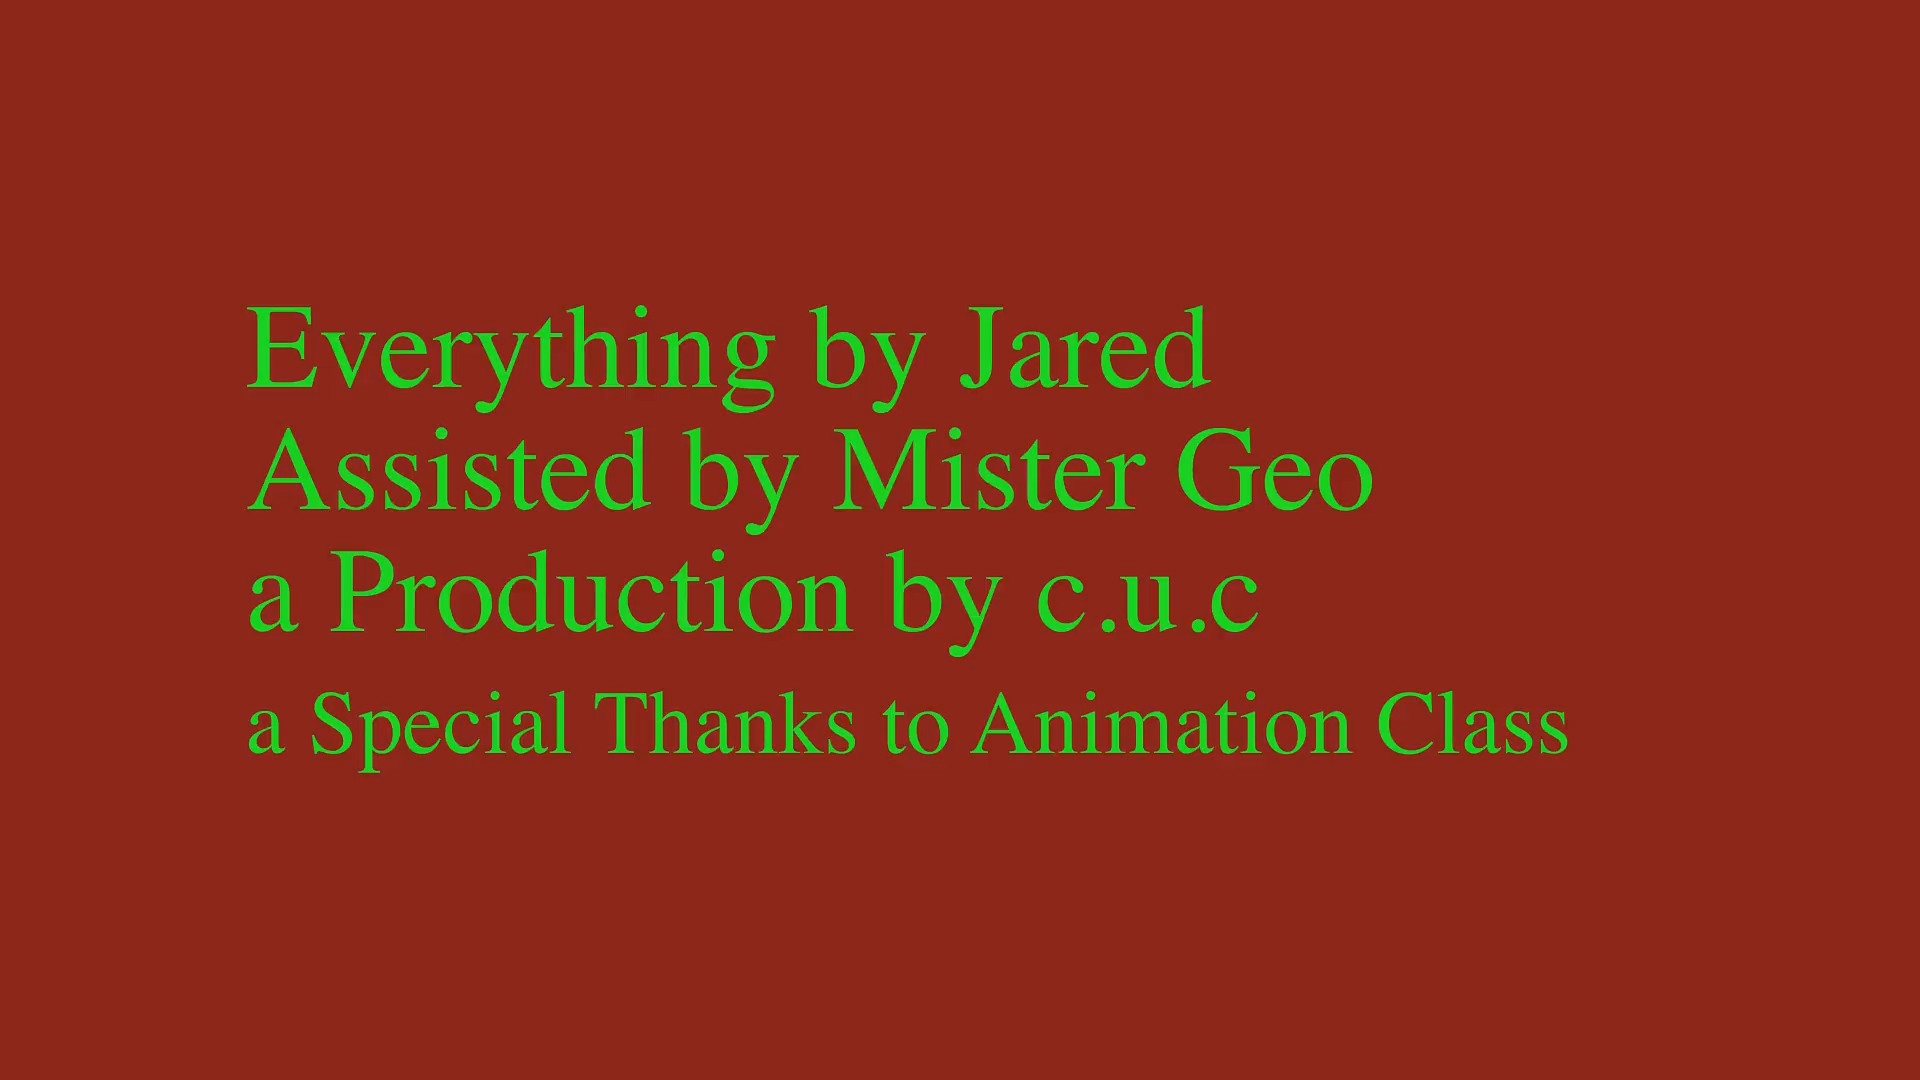 Everything by Jared
Assisted by Mister Geo
a Production by c.u.c
a Special Thanks to Animation Class